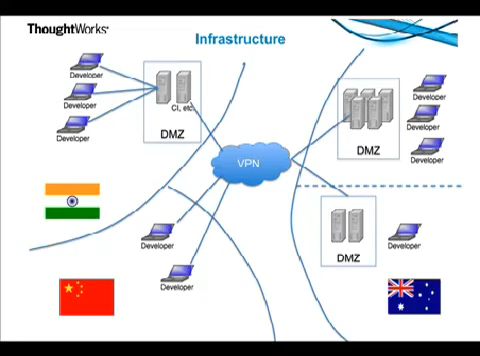 ThoughtWorks®
Infrastructure
Developer
Developer
Developer
CI, etc.
DMZ
VPN
DMZ
Developer
Developer
Developer
Developer
Developer
DMZ
Developer